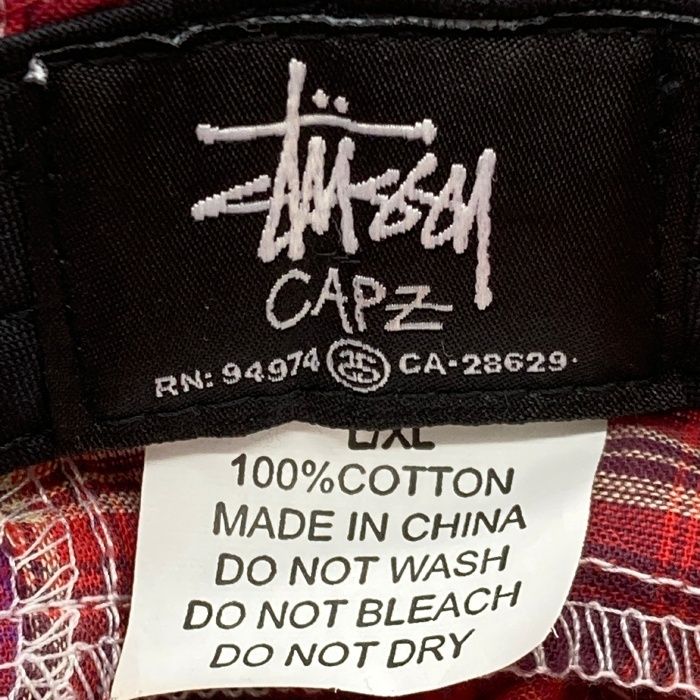 Stüssy
CAPZ
RN: 94974 SS CA-28629
L/XL
100%COTTON
MADE IN CHINA
DO NOT WASH
DO NOT BLEACH
DO NOT DRY